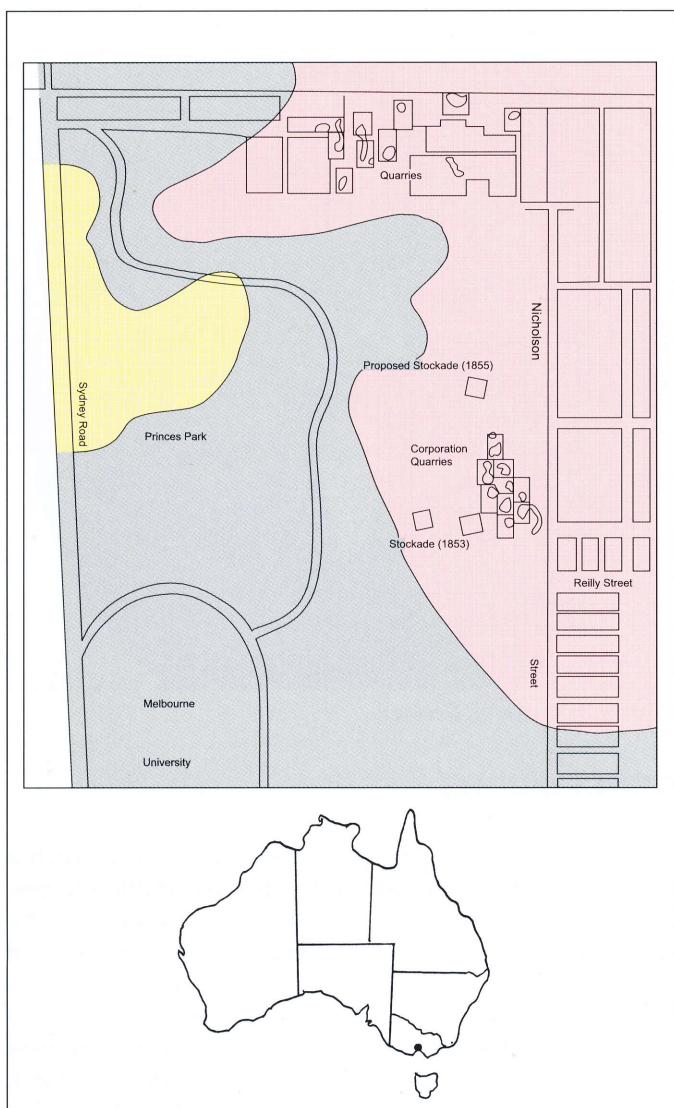 Quarries
Nicholson
Proposed Stockade (1855)
Sydney Road
Princes Park
Corporation
Quarries
Stockade (1853)
Reilly Street
Street
Melbourne
University